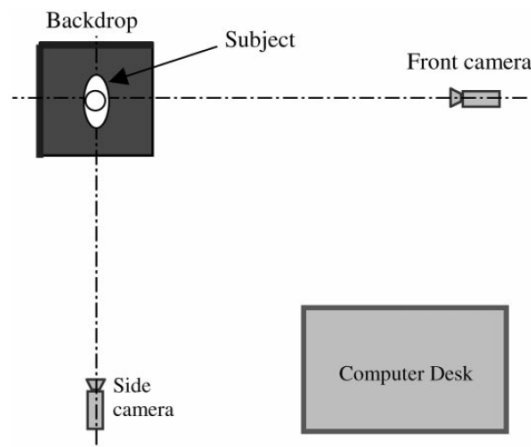 Backdrop
Subject
Front camera
Computer Desk
Side
camera